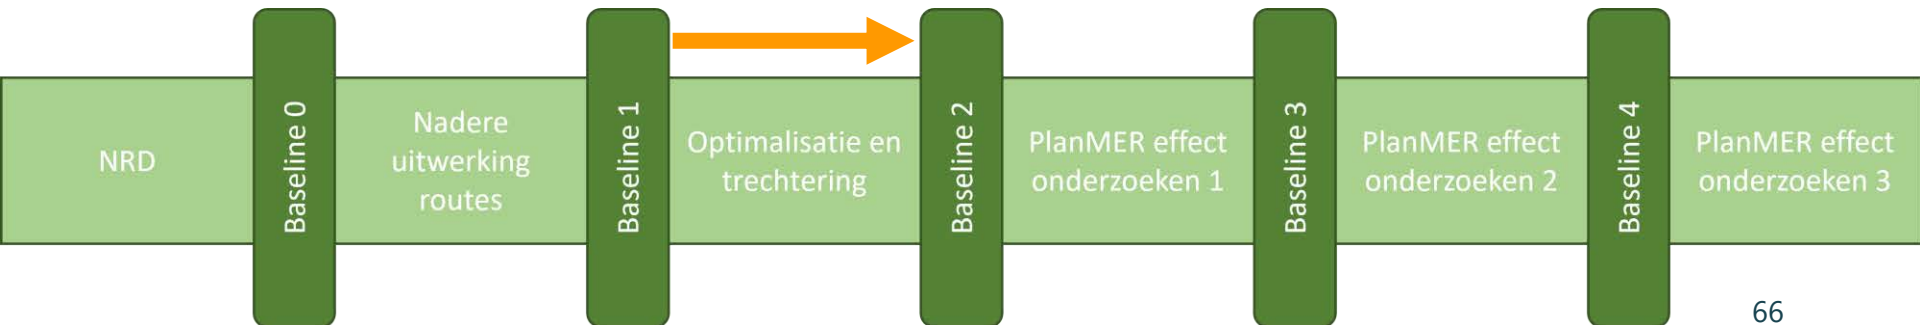 NRD
Baseline 0
Nadere
uitwerking
routes
Baseline 1
Optimalisatie en
trechtering
Baseline 2
PlanMER effect
onderzoeken 1
Baseline 3
PlanMER effect
onderzoeken 2
Baseline 4
PlanMER effect
onderzoeken 3
66